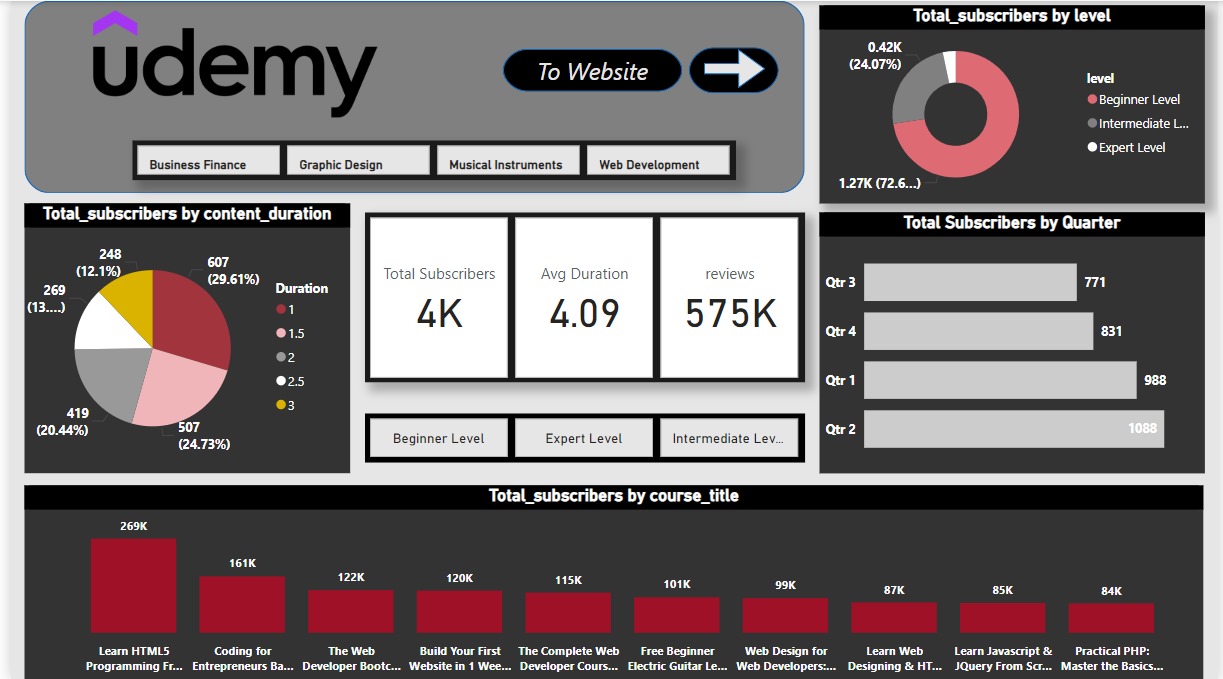 udemy
To Website
Business Finance
Graphic Design
Musical Instruments
Web Development
Total_subscribers by level
0.42K
(24.07%)
1.27K (72.6...)
level
Beginner Level
Intermediate L...
Expert Level
Total_subscribers by content_duration
248
(12.1%)
607
(29.61%)
269
(13....)
419
(20.44%)
507
(24.73%)
Duration
1
1.5
2
2.5
3
Total Subscribers
4K
Avg Duration
4.09
reviews
575K
Beginner Level
Expert Level
Intermediate Lev...
Total Subscribers by Quarter
Qtr 3
771
Qtr 4
831
Qtr 1
988
Qtr 2
1088
Total_subscribers by course_title
269K
161K
122K
120K
115K
101K
99K
87K
85K
84K
Learn HTML5
Programming Fr...
Coding for
Entrepreneurs Ba...
The Web
Developer Bootc...
Build Your First
Website in 1 Wee...
The Complete Web
Developer Cours...
Free Beginner
Electric Guitar Le...
Web Design for
Web Developers:...
Learn Web
Designing & HT...
Learn Javascript &
JQuery From Scr...
Practical PHP:
Master the Basics...